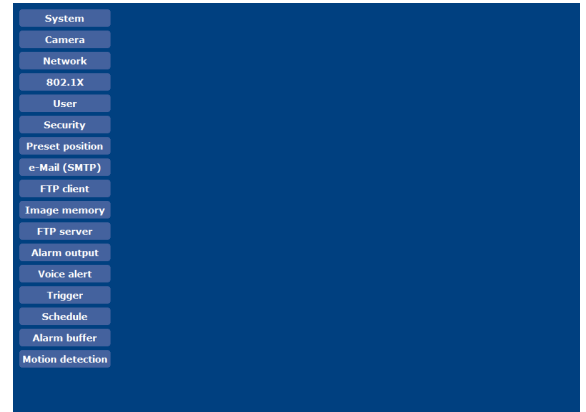 System
Camera
Network
802.1X
User
Security
Preset position
e-Mail (SMTP)
FTP client
Image memory
FTP server
Alarm output
Voice alert
Trigger
Schedule
Alarm buffer
Motion detection